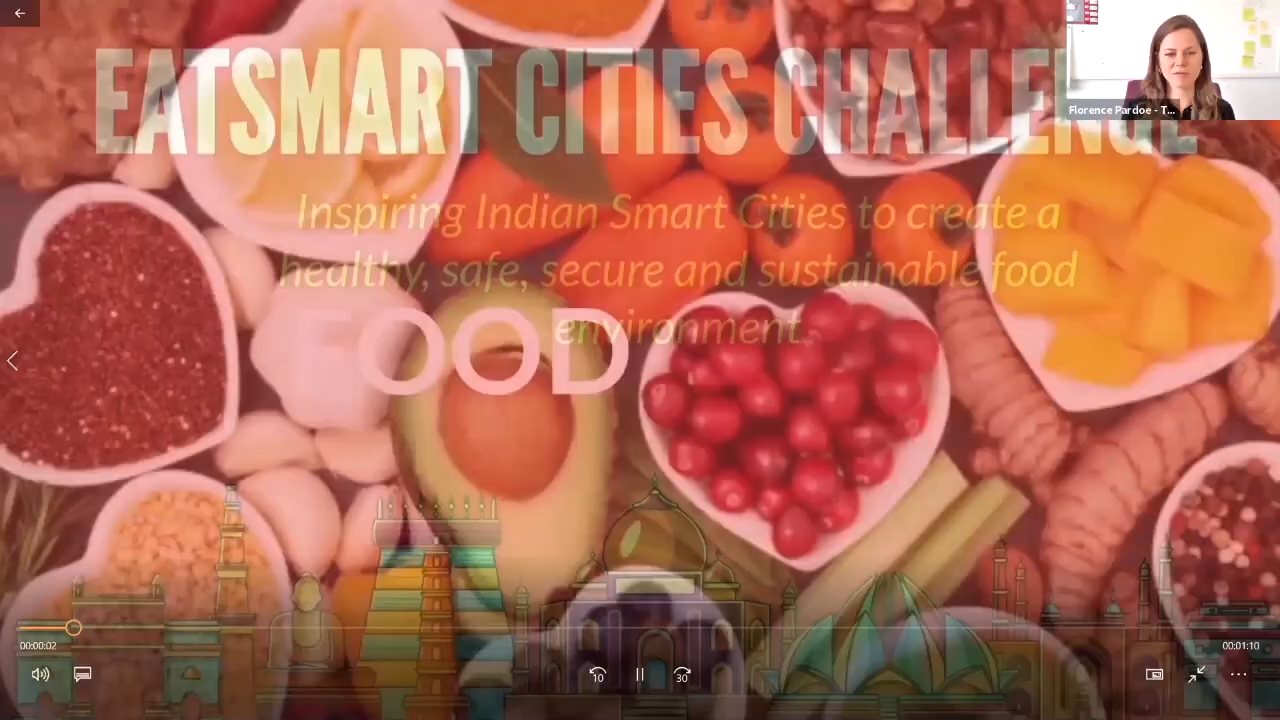 EATSMART CITIES CHALLENGE
Florence Pardoe - T...
Inspiring Indian Smart Cities to create a
healthy, safe, secure and sustainable food
environment
FOOD
00:00:02
00:01:10
10
30